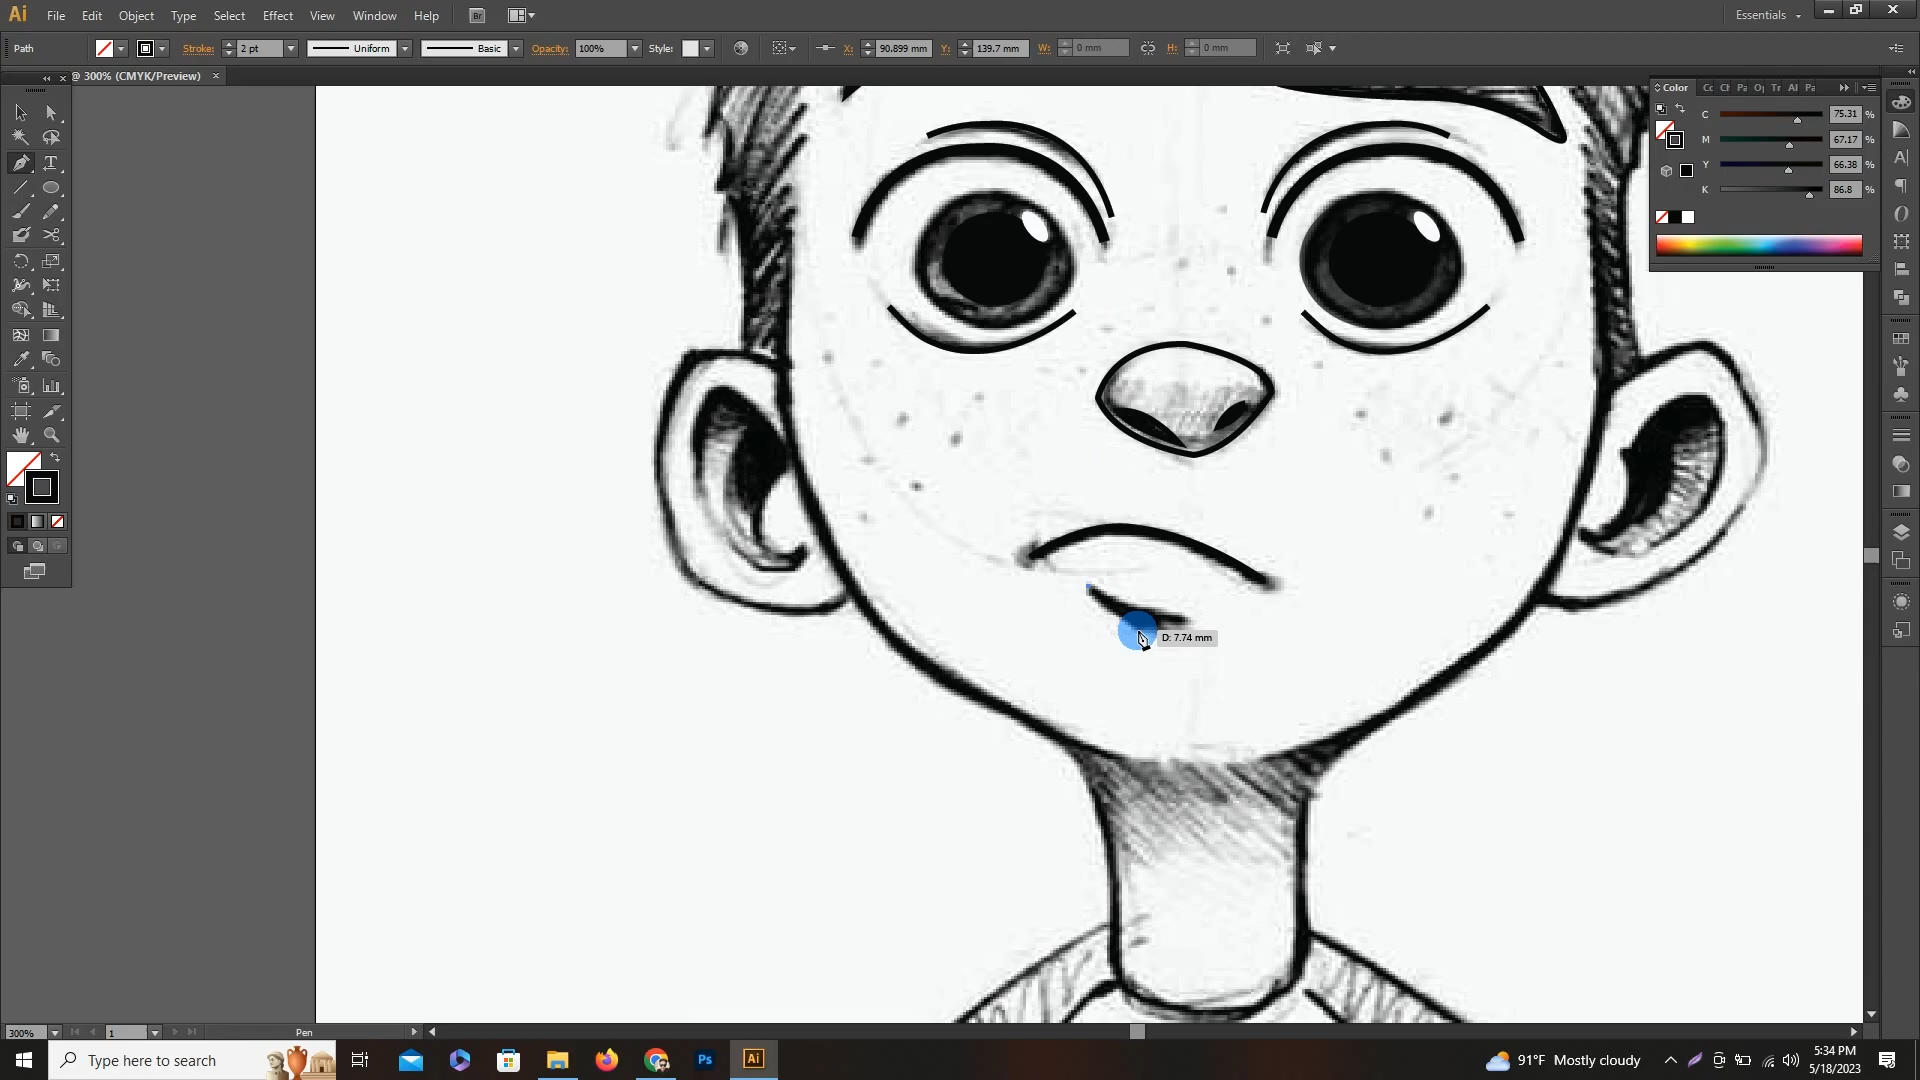 Ai File Edit Object Type Select Effect View Window Help Br Essentials
Path Stroke: 2 pt Uniform Basic Opacity: 100% Style: X: 90.899 mm Y: 139.7 mm W: 0 mm H: 0 mm
@ 300% (CMYK/Preview)
Color
C 75.31 %
M 67.17 %
Y 66.38 %
K 86.8 %
D: 7.74 mm
300% 1 Pen
Type here to search Ps Ai 91°F Mostly cloudy 5:34 PM
5/18/2023